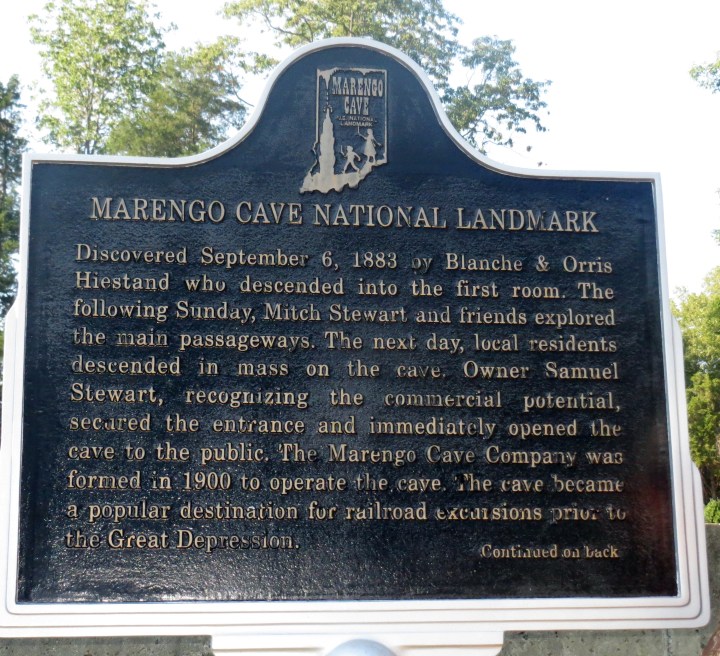 MARENGO
CAVE
U.S. NATIONAL
LANDMARK
MARENGO CAVE NATIONAL LANDMARK
Discovered September 6, 1883 by Blanche & Orris
Hiestand who descended into the first room. The
following Sunday, Mitch Stewart and friends explored
the main passageways. The next day, local residents
descended in mass on the cave. Owner Samuel
Stewart, recognizing the commercial potential,
secured the entrance and immediately opened the
cave to the public. The Marengo Cave Company was
formed in 1900 to operate the cave. The cave became
a popular destination for railroad excursions prior to
the Great Depression.
Continued on back